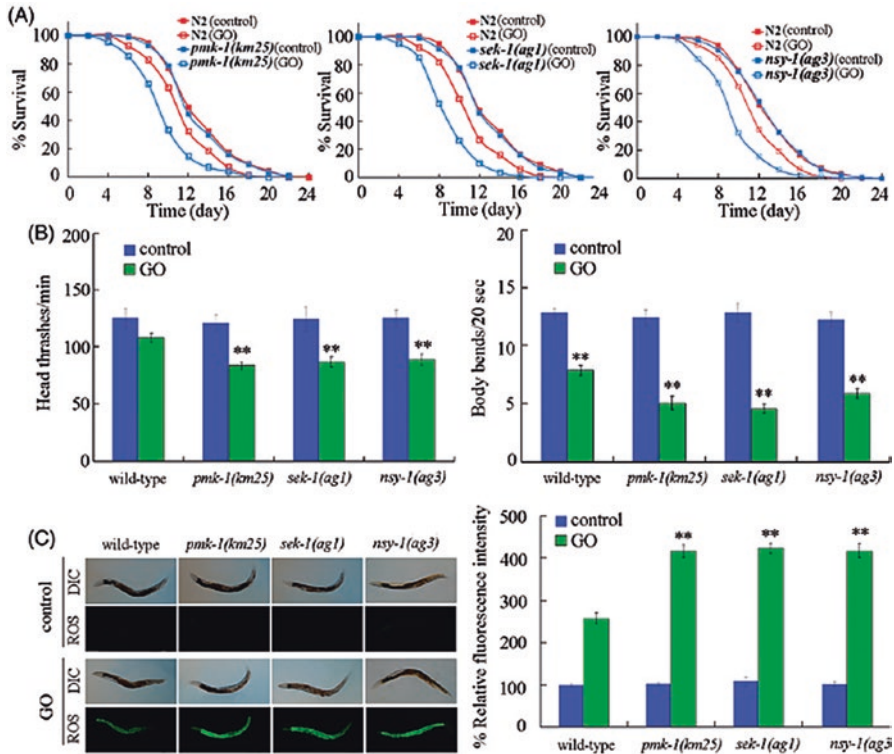 (A)
N2(control)
N2(GO)
pmk-1(km25)(control)
pmk-1(km25)(GO)
% Survival
100
80
60
40
20
0
0 4 8 12 16 20 24
Time (day)
N2(control)
N2(GO)
sek-1(ag1)(control)
sek-1(ag1)(GO)
% Survival
100
80
60
40
20
0
0 4 8 12 16 20 24
Time (day)
N2(control)
N2(GO)
nsy-1(ag3)(control)
nsy-1(ag3)(GO)
% Survival
100
80
60
40
20
0
0 4 8 12 16 20 24
Time (day)
(B)
control
GO
Head thrashes/min
200
150
125
100
50
0
** ** **
wild-type pmk-1(km25) sek-1(ag1) nsy-1(ag3)
control
GO
Body bends/20 sec
20
15
10
5
0
** ** ** **
wild-type pmk-1(km25) sek-1(ag1) nsy-1(ag3)
(C)
wild-type pmk-1(km25) sek-1(ag1) nsy-1(ag3)
control
DIC
ROS
GO
DIC
ROS
control
GO
% Relative fluorescence intensity
500
400
300
200
100
0
** ** **
wild-type pmk-1(km25) sek-1(ag1) nsy-1(ag3)